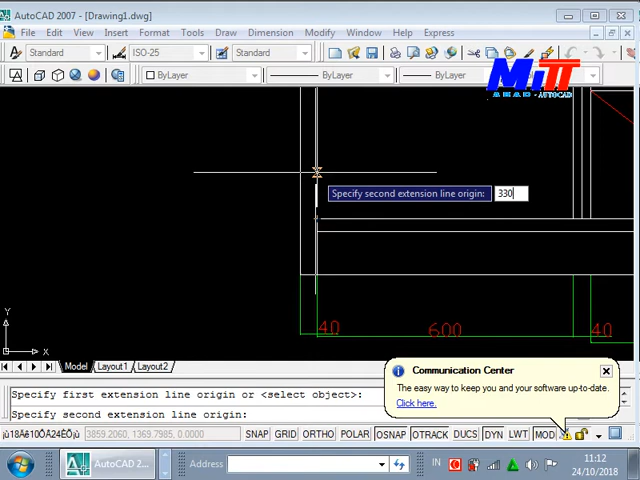 AutoCAD 2007 - [Drawing1.dwg]
File Edit View Insert Format Tools Draw Dimension Modify Window Help Express
Standard ISO-25 Standard
ByLayer ByLayer ByLayer
MiTT
AHAD - AUTOCAD
Specify second extension line origin: 330
40 600 40
Y
X
Model Layout1 Layout2
Communication Center
The easy way to keep you and your software up-to-date.
Click here.
Specify first extension line origin or <select object>:
Specify second extension line origin:
3859.2060, 1369.7985, 0.0000 SNAP GRID ORTHO POLAR OSNAP OTRACK DUCS DYN LWT MOD
AutoCAD 2... Address IN 11:12
24/10/2018